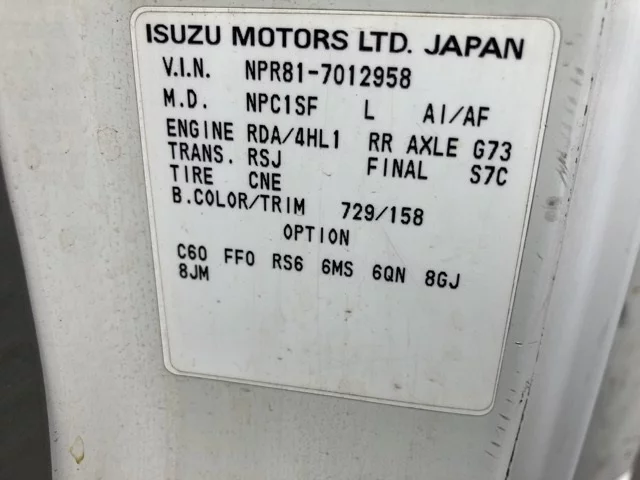 ISUZU MOTORS LTD. JAPAN
V.I.N. NPR81-7012958
M.D. NPC1SF L AI/AF
ENGINE RDA/4HL1 RR AXLE G73
TRANS. RSJ FINAL S7C
TIRE CNE
B.COLOR/TRIM 729/158
OPTION
C60 FF0 RS6 6MS 6QN 8GJ
8JM